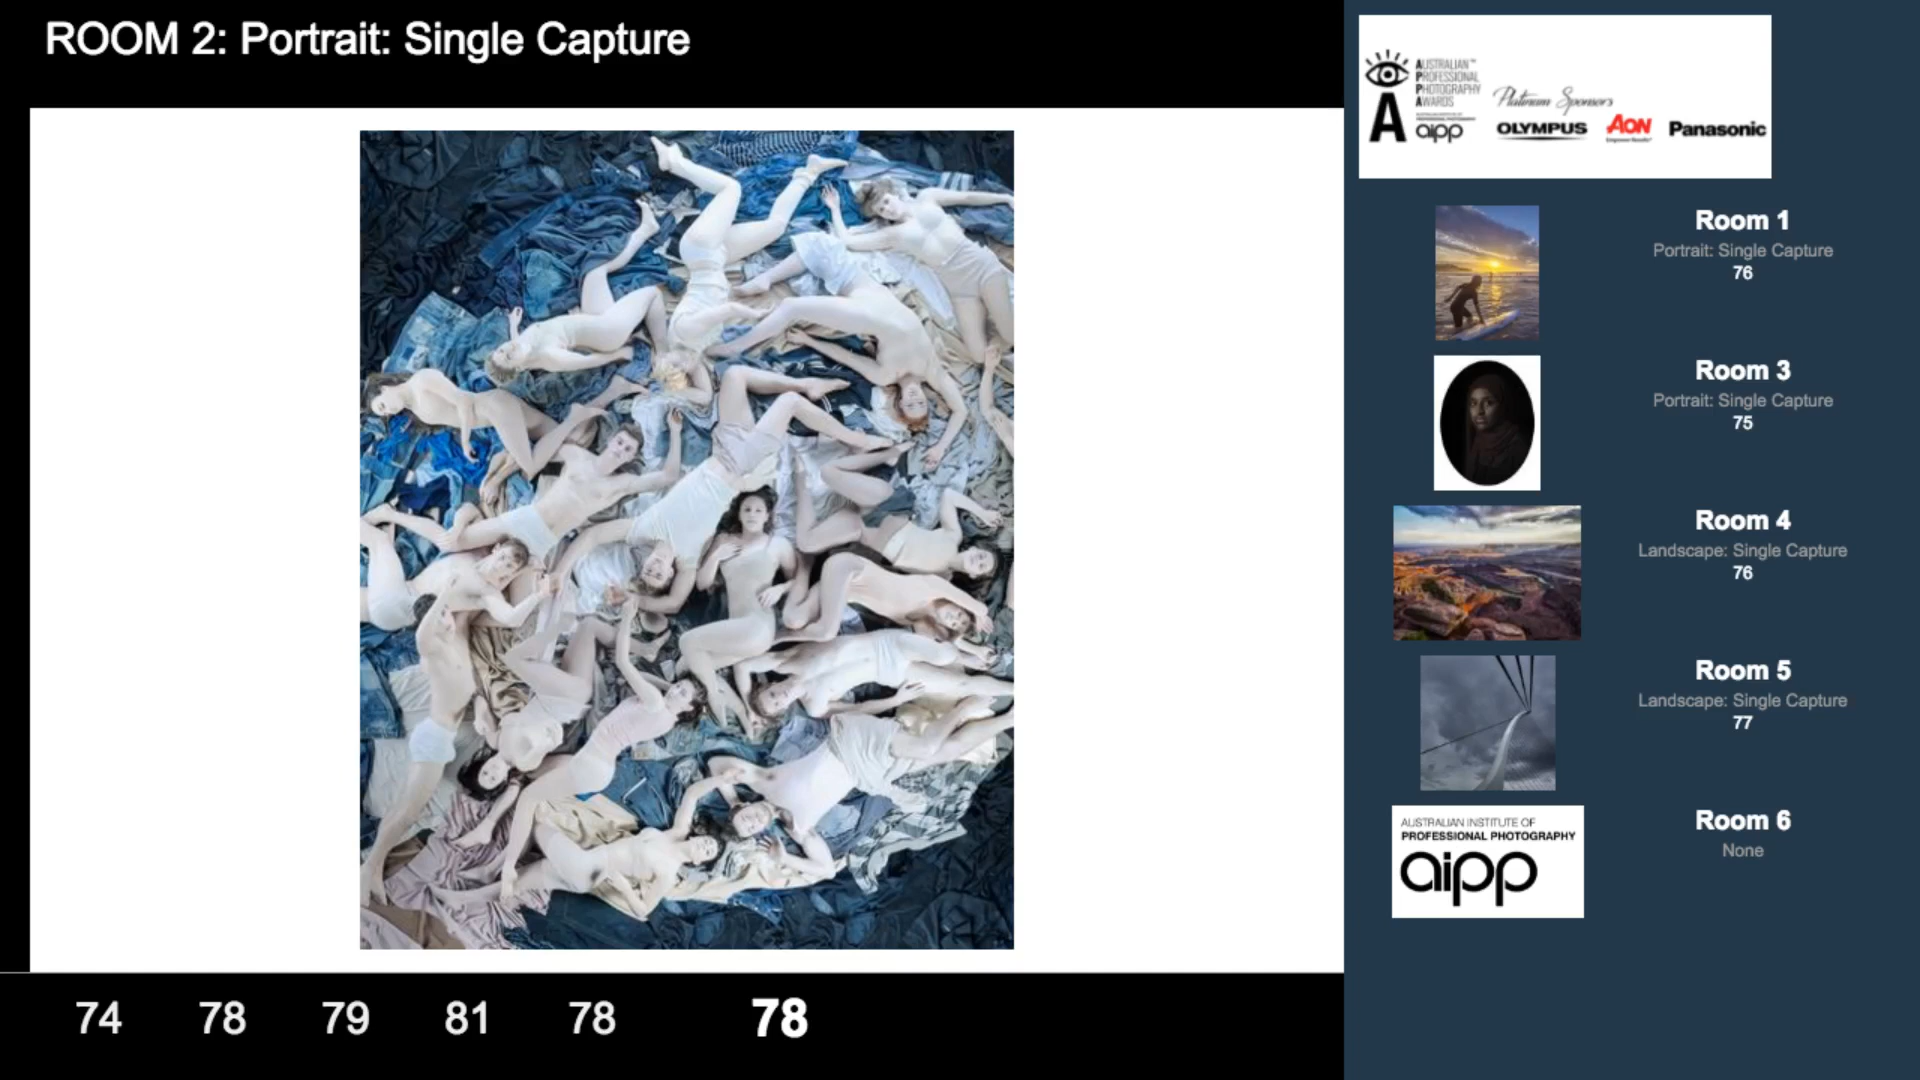 ROOM 2: Portrait: Single Capture
74 78 79 81 78 78
AUSTRALIAN™
PROFESSIONAL
PHOTOGRAPHY
AWARDS
A
aipp
Platinum Sponsors
OLYMPUS
AON
Panasonic
Room 1
Portrait: Single Capture
76
Room 3
Portrait: Single Capture
75
Room 4
Landscape: Single Capture
76
Room 5
Landscape: Single Capture
77
AUSTRALIAN INSTITUTE OF
PROFESSIONAL PHOTOGRAPHY
aipp
Room 6
None